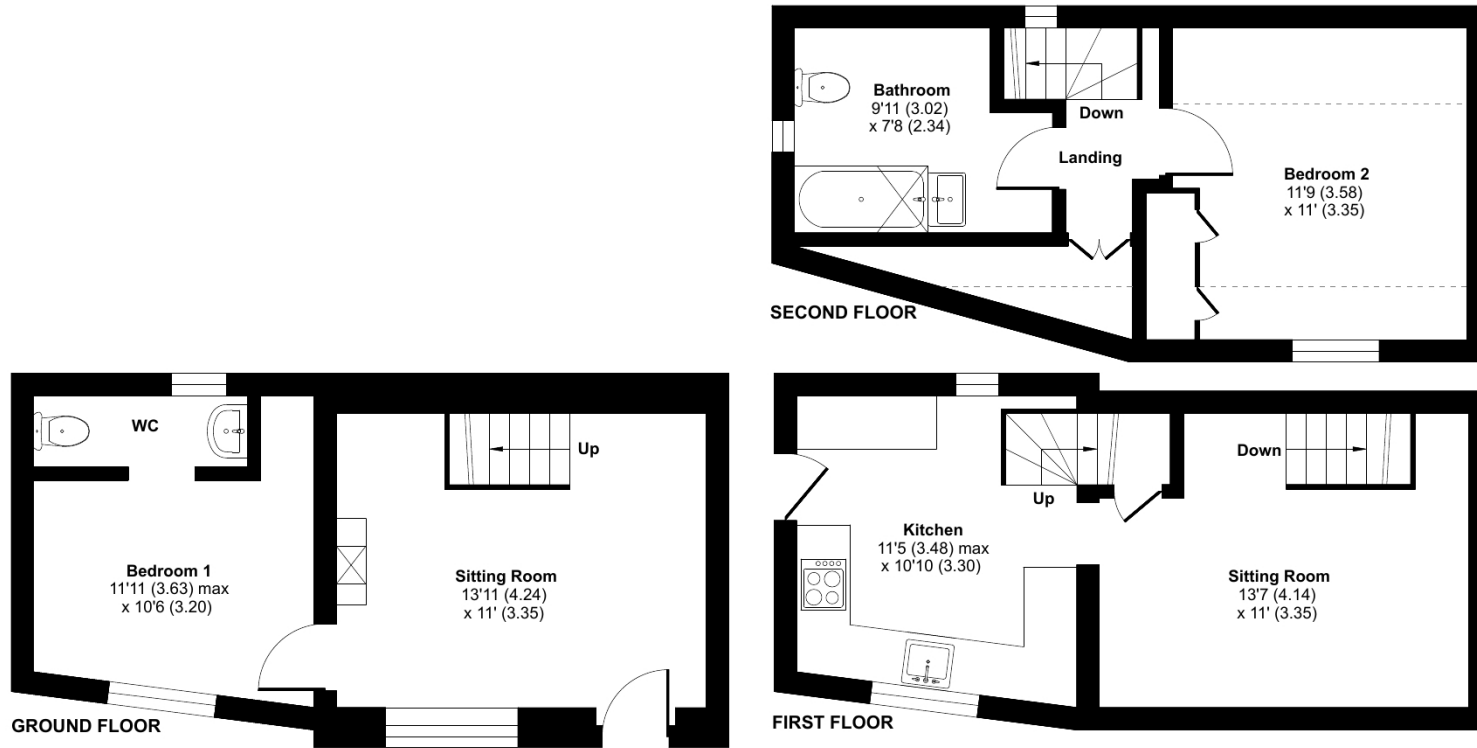 Bathroom
9'11 (3.02)
x 7'8 (2.34)
Down
Landing
Bedroom 2
11'9 (3.58)
x 11' (3.35)
SECOND FLOOR
WC
Up
Bedroom 1
11'11 (3.63) max
x 10'6 (3.20)
Sitting Room
13'11 (4.24)
x 11' (3.35)
GROUND FLOOR
Down
Up
Kitchen
11'5 (3.48) max
x 10'10 (3.30)
Sitting Room
13'7 (4.14)
x 11' (3.35)
FIRST FLOOR